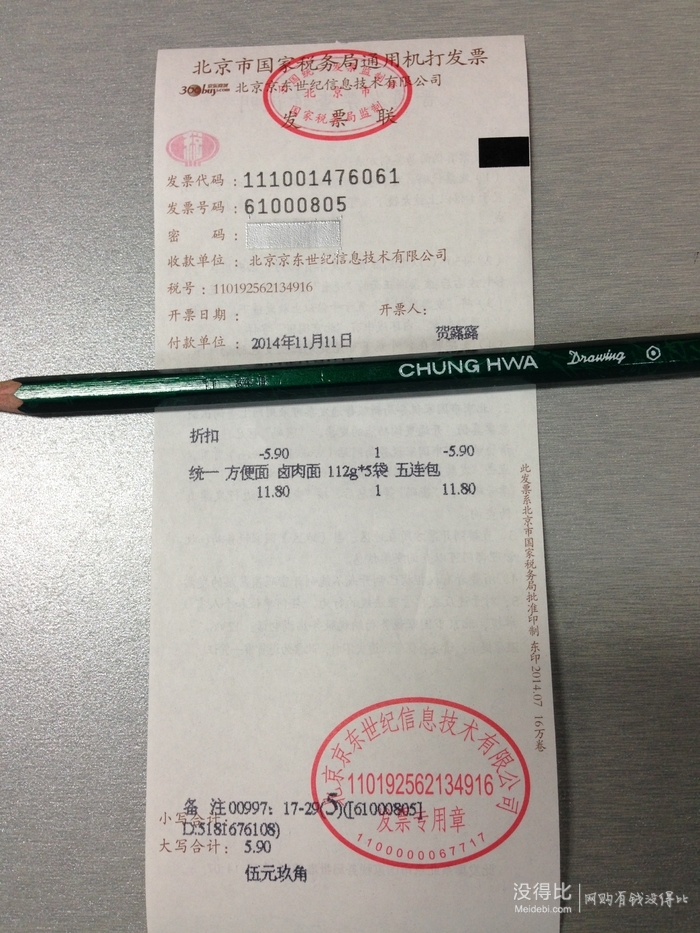 北京市国家税务局通用机打发票
360buy.com 北京京东世纪信息技术有限公司
发票联
发票代码：111001476061
发票号码：61000805
密 码：
收款单位：北京京东世纪信息技术有限公司
税号：110192562134916
开票日期： 开票人：
付款单位：2014年11月11日 贺露露
CHUNG HWA Drawing
折扣
-5.90 1 -5.90
统一 方便面 卤肉面 112g*5袋 五连包
11.80 1 11.80
此发票系北京市国家税务局批准印制 东印2014.07 16万卷
北京京东世纪信息技术有限公司
110192562134916
发票专用章
1100000067717
备 注00997：17-29(5)([61000805]
小写合计：
D:5181676108)
大写合计：5.90
伍元玖角
没得比
Meidebi.com
网购有钱没得比